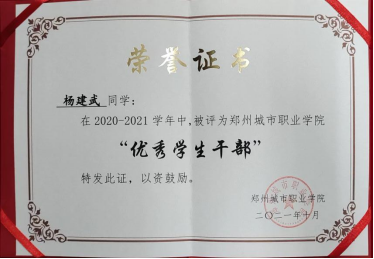 荣誉证书
杨建武 同学：
在2020-2021学年中,被评为郑州城市职业学院
“优秀学生干部”
特发此证，以资鼓励。
郑州城市职业学院
二〇二一年十月